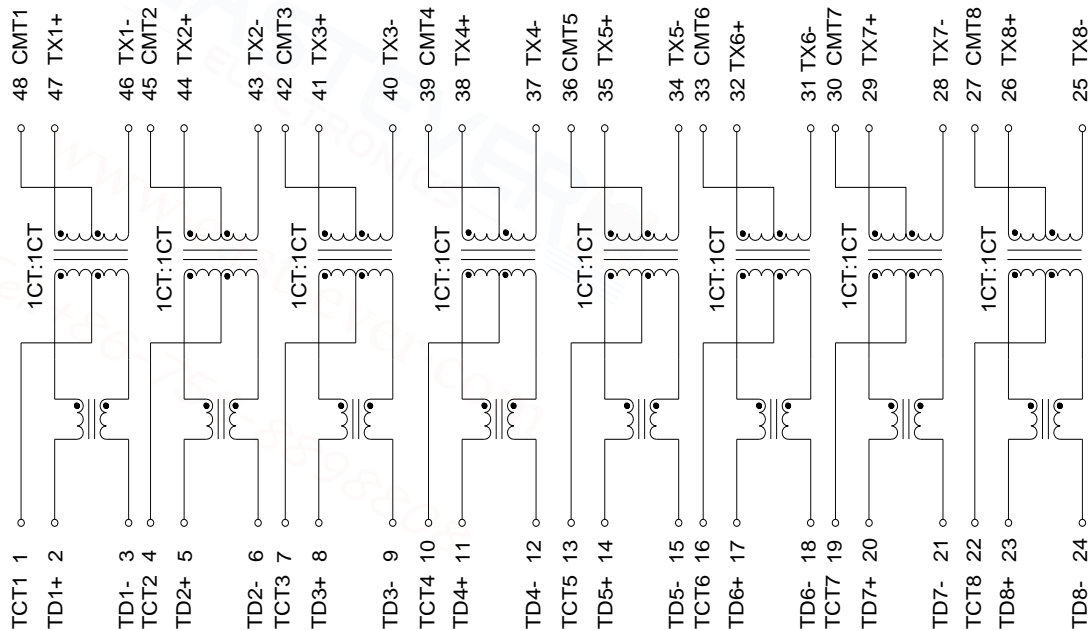 48 CMT1
47 TX1+
46 TX1-
45 CMT2
44 TX2+
43 TX2-
42 CMT3
41 TX3+
40 TX3-
39 CMT4
38 TX4+
37 TX4-
36 CMT5
35 TX5+
34 TX5-
33 CMT6
32 TX6+
31 TX6-
30 CMT7
29 TX7+
28 TX7-
27 CMT8
26 TX8+
25 TX8-
1CT:1CT
1CT:1CT
1CT:1CT
1CT:1CT
1CT:1CT
1CT:1CT
1CT:1CT
1CT:1CT
TCT1 1
TD1+ 2
TD1- 3
TCT2 4
TD2+ 5
TD2- 6
TCT3 7
TD3+ 8
TD3- 9
TCT4 10
TD4+ 11
TD4- 12
TCT5 13
TD5+ 14
TD5- 15
TCT6 16
TD6+ 17
TD6- 18
TCT7 19
TD7+ 20
TD7- 21
TCT8 22
TD8+ 23
TD8- 24
ELECTRONICS